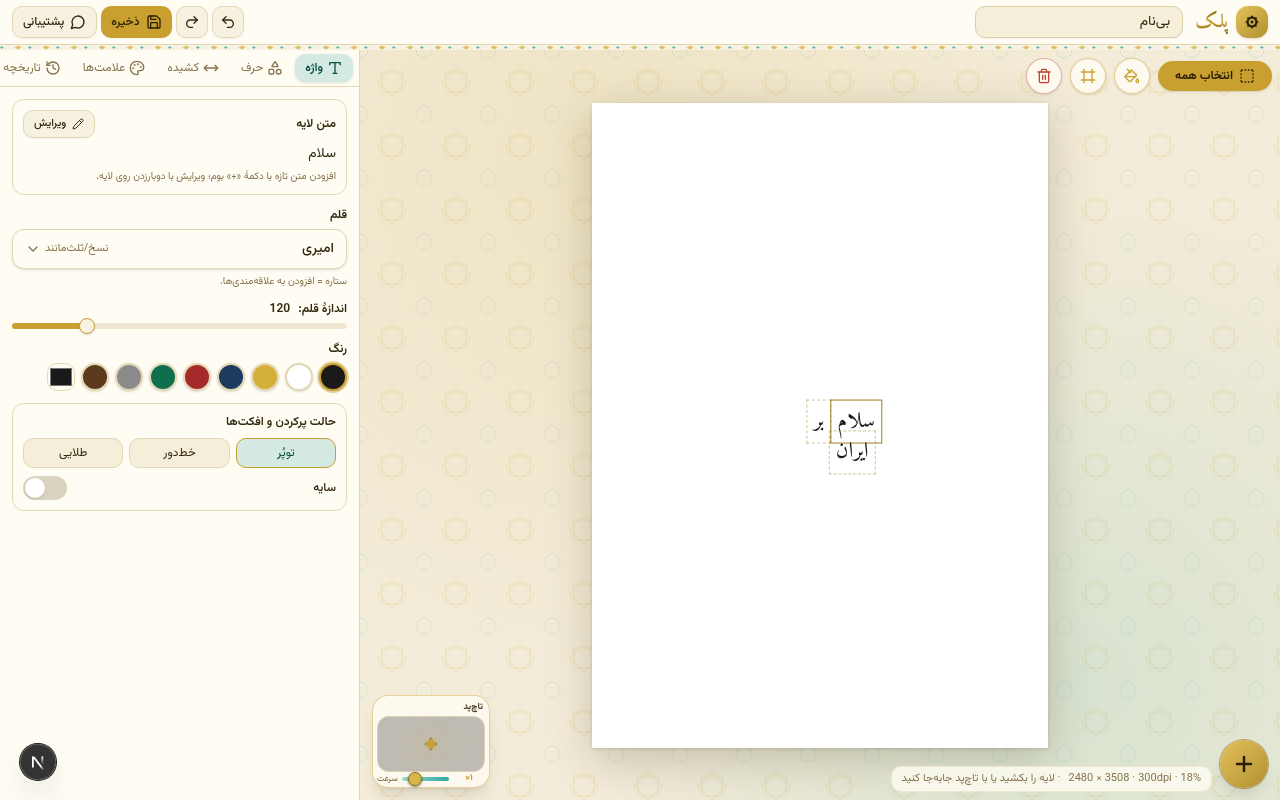 پلک
بی‌نام
ذخیره
پشتیبانی
واژه
حرف
کشیده
علامت‌ها
تاریخچه
انتخاب همه
متن لایه
ویرایش
سلام
افزودن متن تازه با دکمهٔ «+» بوم؛ ویرایش با دوبارزدن روی لایه.
قلم
امیری
نسخ/ثلث‌مانند
ستاره = افزودن به علاقه‌مندی‌ها.
اندازهٔ قلم: 120
رنگ
حالت پرکردن و افکت‌ها
توپُر
خط‌دور
طلایی
سایه
سلام بر
ایران
تاچ‌پد
سرعت
×۱
2480 × 3508 · 300dpi · 18% · لایه را بکشید یا با تاچ‌پد جابه‌جا کنید
N